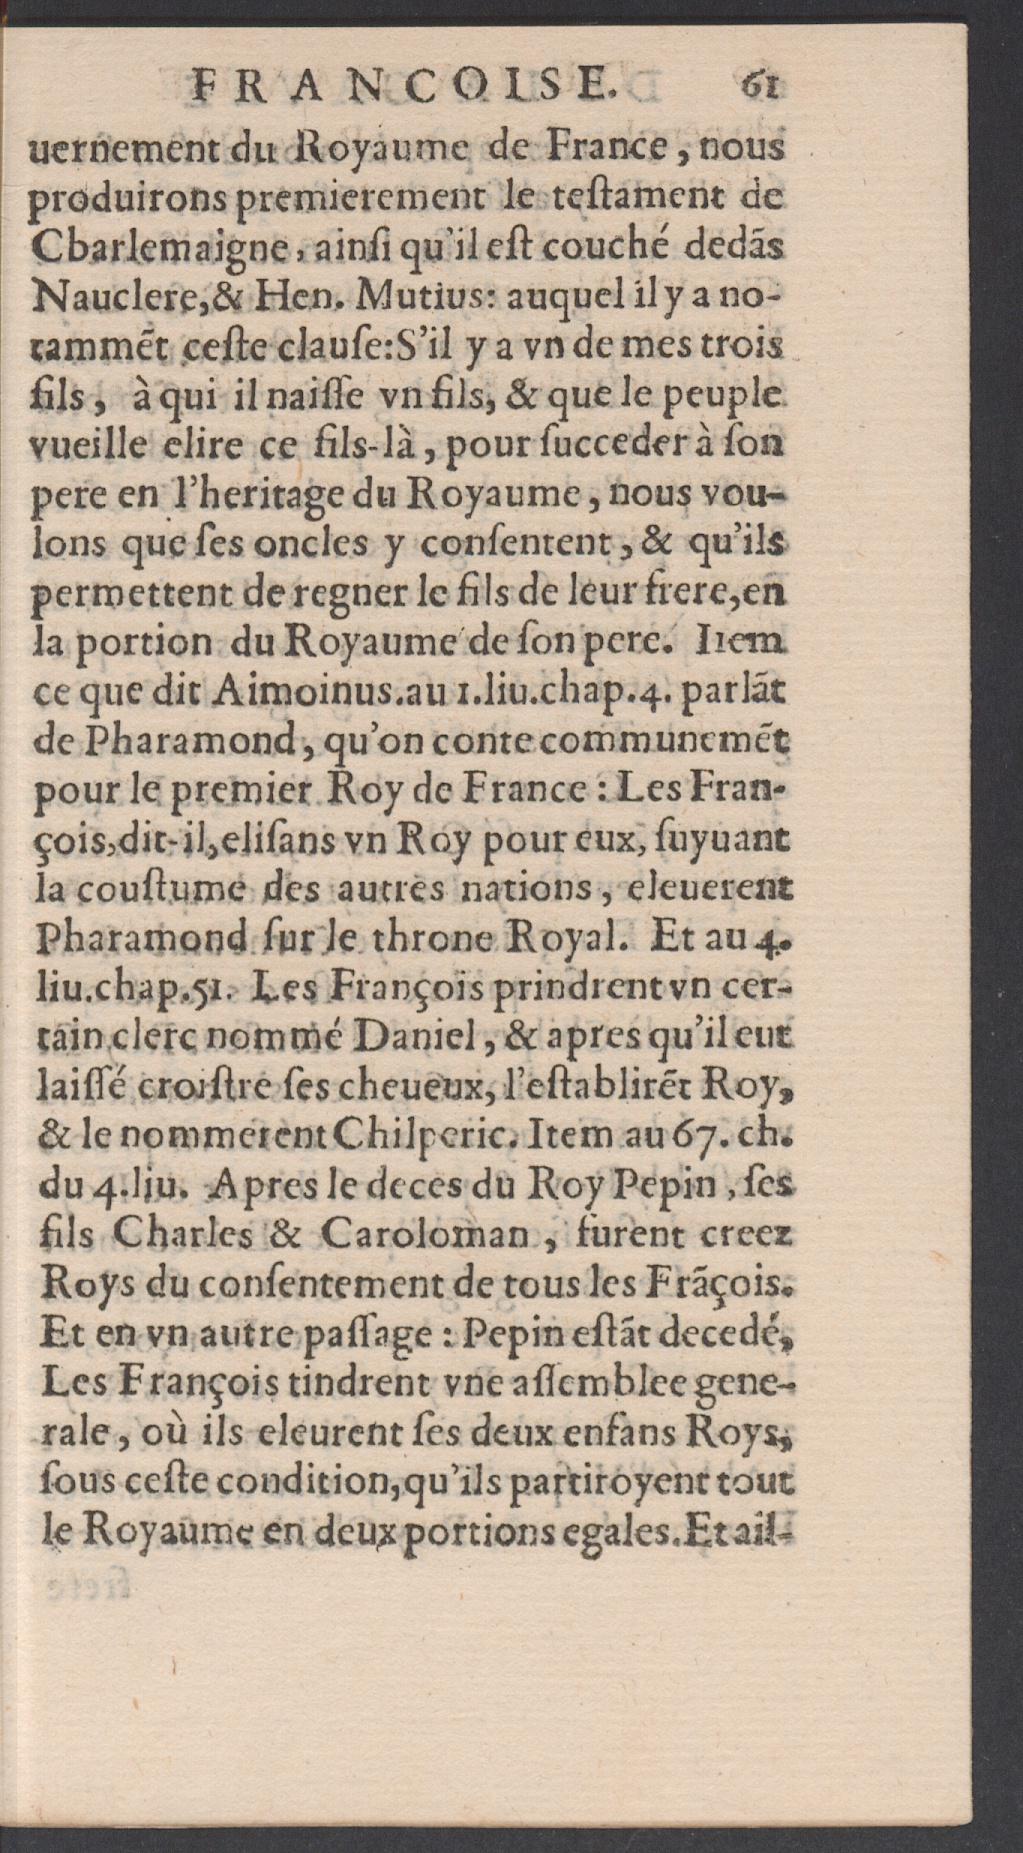 FRANCOISE. 61
uernement du Royaume de France, nous
produirons premierement le teſtament de
Cbarlemaigne, ainſi qu'il eſt couché dedãs
Nauclere,& Hen. Mutius: auquel il y a no-
tammẽt ceſte clauſe:S'il y a vn de mes trois
fils, à qui il naiſſe vn fils, & que le peuple
vueille elire ce fils-là, pour ſucceder à ſon
pere en l'heritage du Royaume, nous vou-
lons que ſes oncles y conſentent, & qu'ils
permettent de regner le fils de leur frere,en
la portion du Royaume de ſon pere. Item
ce que dit Aimoinus.au 1.liu.chap.4. parlãt
de Pharamond, qu'on conte communemẽt
pour le premier Roy de France : Les Fran-
çois,dit-il,eliſans vn Roy pour eux, ſuyuant
la couſtume des autres nations, eleuerent
Pharamond ſur le throne Royal. Et au 4.
liu.chap.51. Les François prindrent vn cer-
tain clerc nommé Daniel, & apres qu'il eut
laiſſé croiſtre ſes cheueux, l'eſtablirẽt Roy,
& le nommerent Chilperic. Item au 67. ch.
du 4.liu. Apres le deces du Roy Pepin, ſes
fils Charles & Caroloman, furent creez
Roys du conſentement de tous les Frãçois.
Et en vn autre paſſage : Pepin eſtãt decedé,
Les François tindrent vne aſſemblee gene-
rale, où ils eleurent ſes deux enfans Roys,
ſous ceſte condition,qu'ils partiroyent tout
le Royaume en deux portions egales.Et ail-